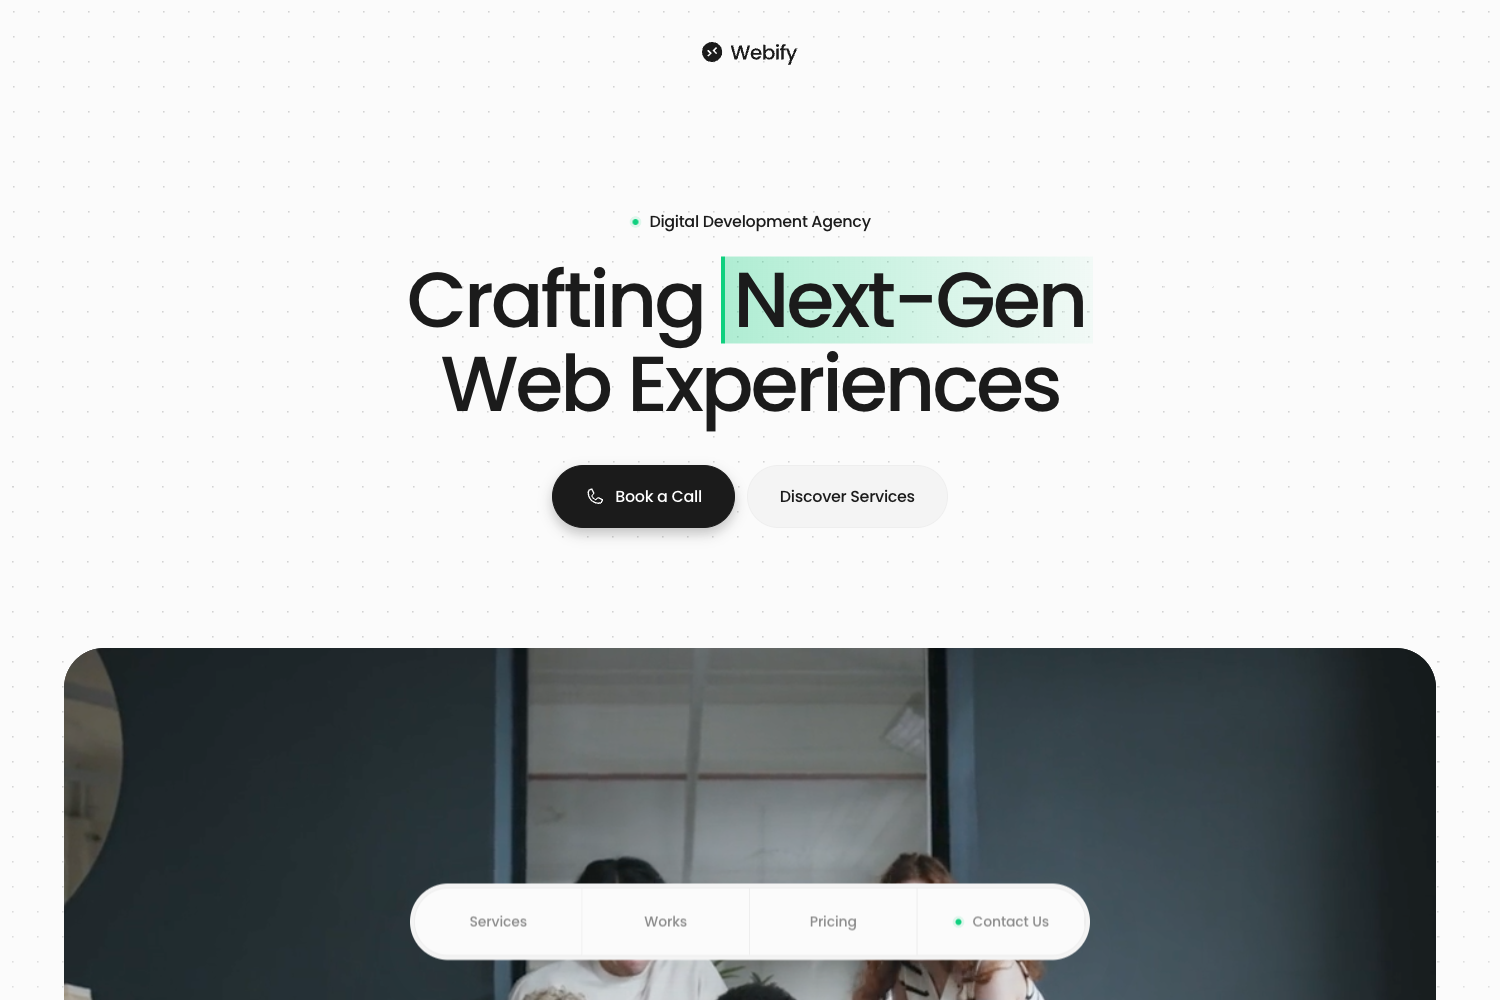 Webify
Digital Development Agency
Crafting Next-Gen
Web Experiences
Book a Call
Discover Services
Services
Works
Pricing
Contact Us